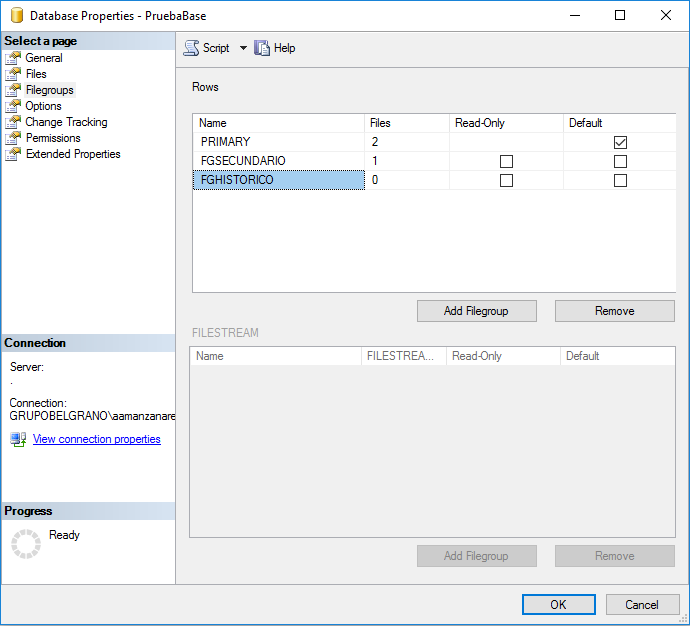 Database Properties - PruebaBase
Select a page
General
Files
Filegroups
Options
Change Tracking
Permissions
Extended Properties
Connection
Server:
.
Connection:
GRUPOBELGRANO\aamanzanare
View connection properties
Progress
Ready
Script Help
Rows
Name Files Read-Only Default
PRIMARY 2
FGSECUNDARIO 1
FGHISTORICO 0
Add Filegroup Remove
FILESTREAM
Name FILESTREA... Read-Only Default
Add Filegroup Remove
OK Cancel